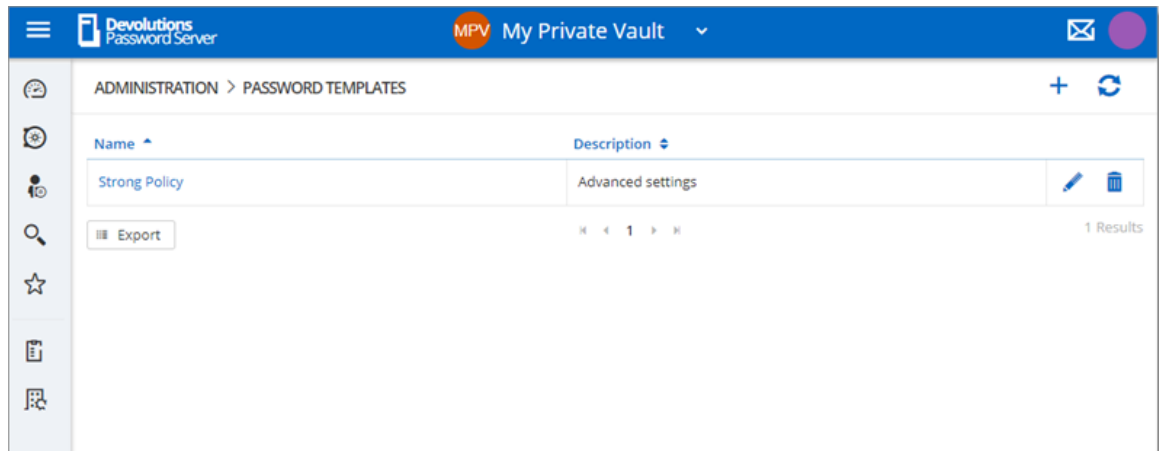 Devolutions
Password Server
MPV My Private Vault
ADMINISTRATION > PASSWORD TEMPLATES
Name Description
Strong Policy Advanced settings
Export 1 1 Results